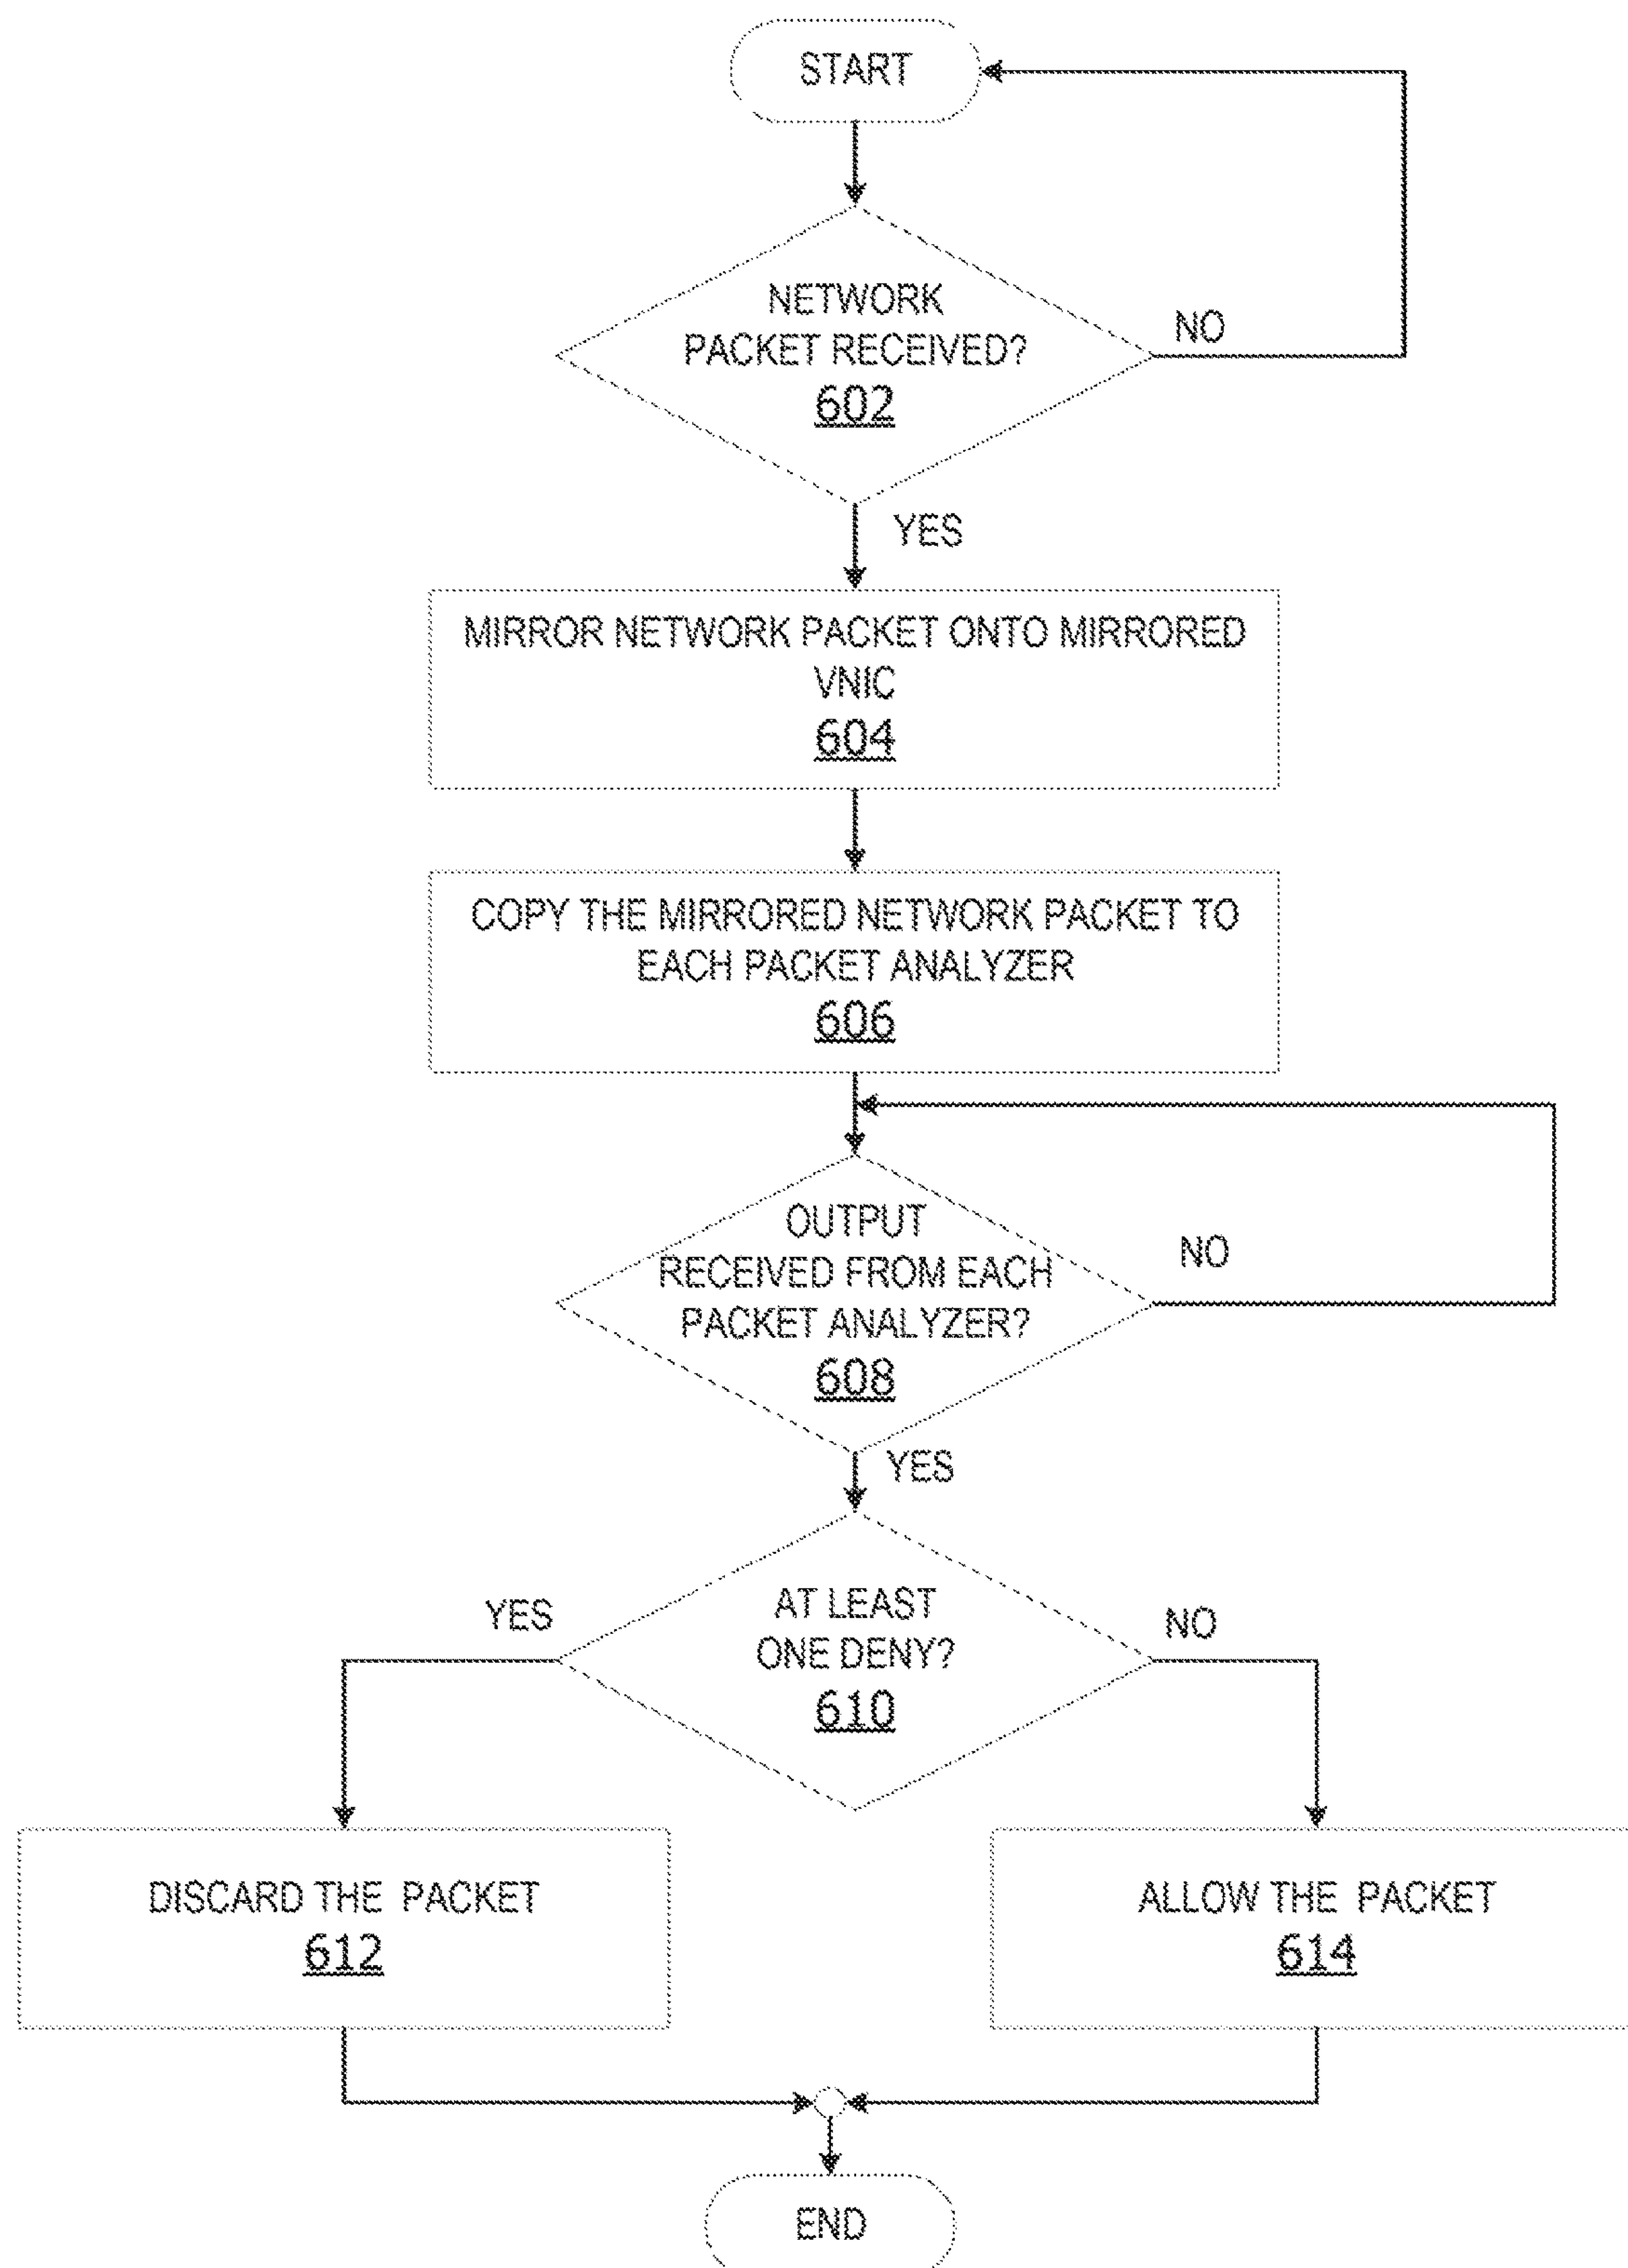 START
NETWORK
PACKET RECEIVED?
602
NO
YES
MIRROR NETWORK PACKET ONTO MIRRORED
VNIC
604
COPY THE MIRRORED NETWORK PACKET TO
EACH PACKET ANALYZER
606
OUTPUT
RECEIVED FROM EACH
PACKET ANALYZER?
608
NO
YES
AT LEAST
ONE DENY?
610
YES
NO
DISCARD THE PACKET
612
ALLOW THE PACKET
614
END